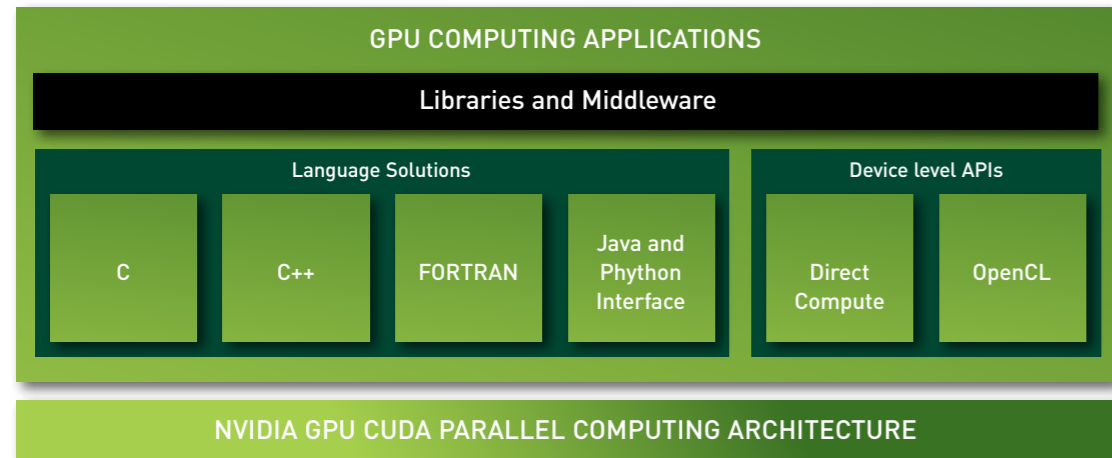 GPU COMPUTING APPLICATIONS
Libraries and Middleware
Language Solutions
Device level APIs
C
C++
FORTRAN
Java and
Phython
Interface
Direct
Compute
OpenCL
NVIDIA GPU CUDA PARALLEL COMPUTING ARCHITECTURE